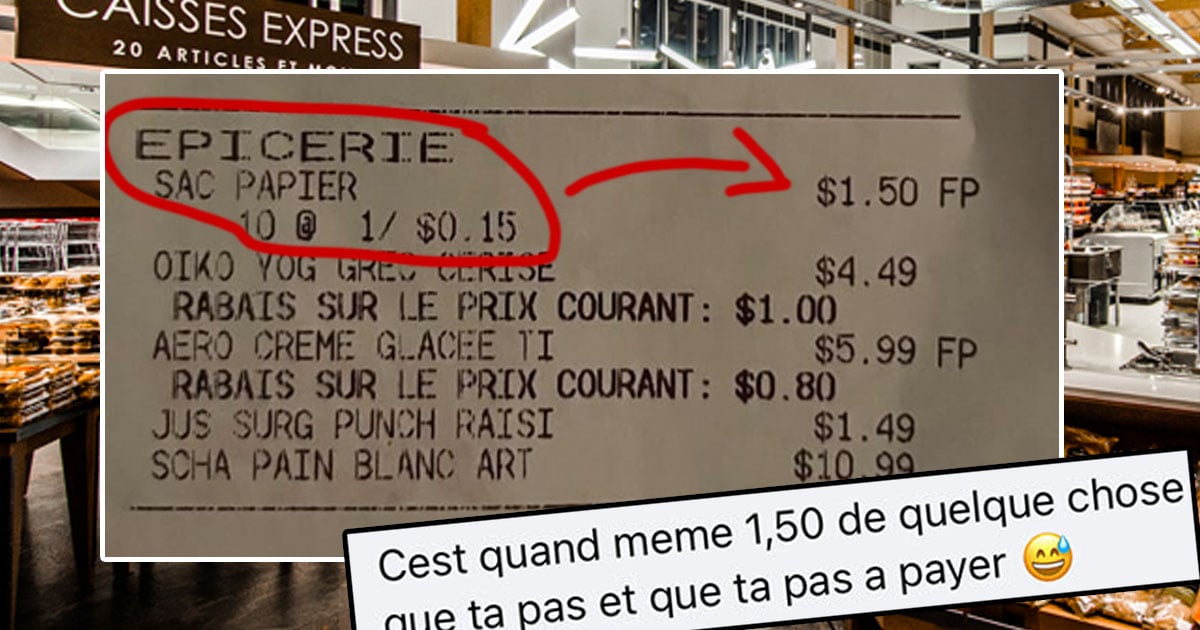 CAISSES EXPRESS
20 ARTICLES ET
EPICERIE
SAC PAPIER $1.50 FP
10 @ 1/ $0.15
OIKO YOG GREC CERISE $4.49
RABAIS SUR LE PRIX COURANT: $1.00
AERO CREME GLACEE TI $5.99 FP
RABAIS SUR LE PRIX COURANT: $0.80
JUS SURG PUNCH RAISI $1.49
SCHA PAIN BLANC ART $10.99
Cest quand meme 1,50 de quelque chose
que ta pas et que ta pas a payer 😅